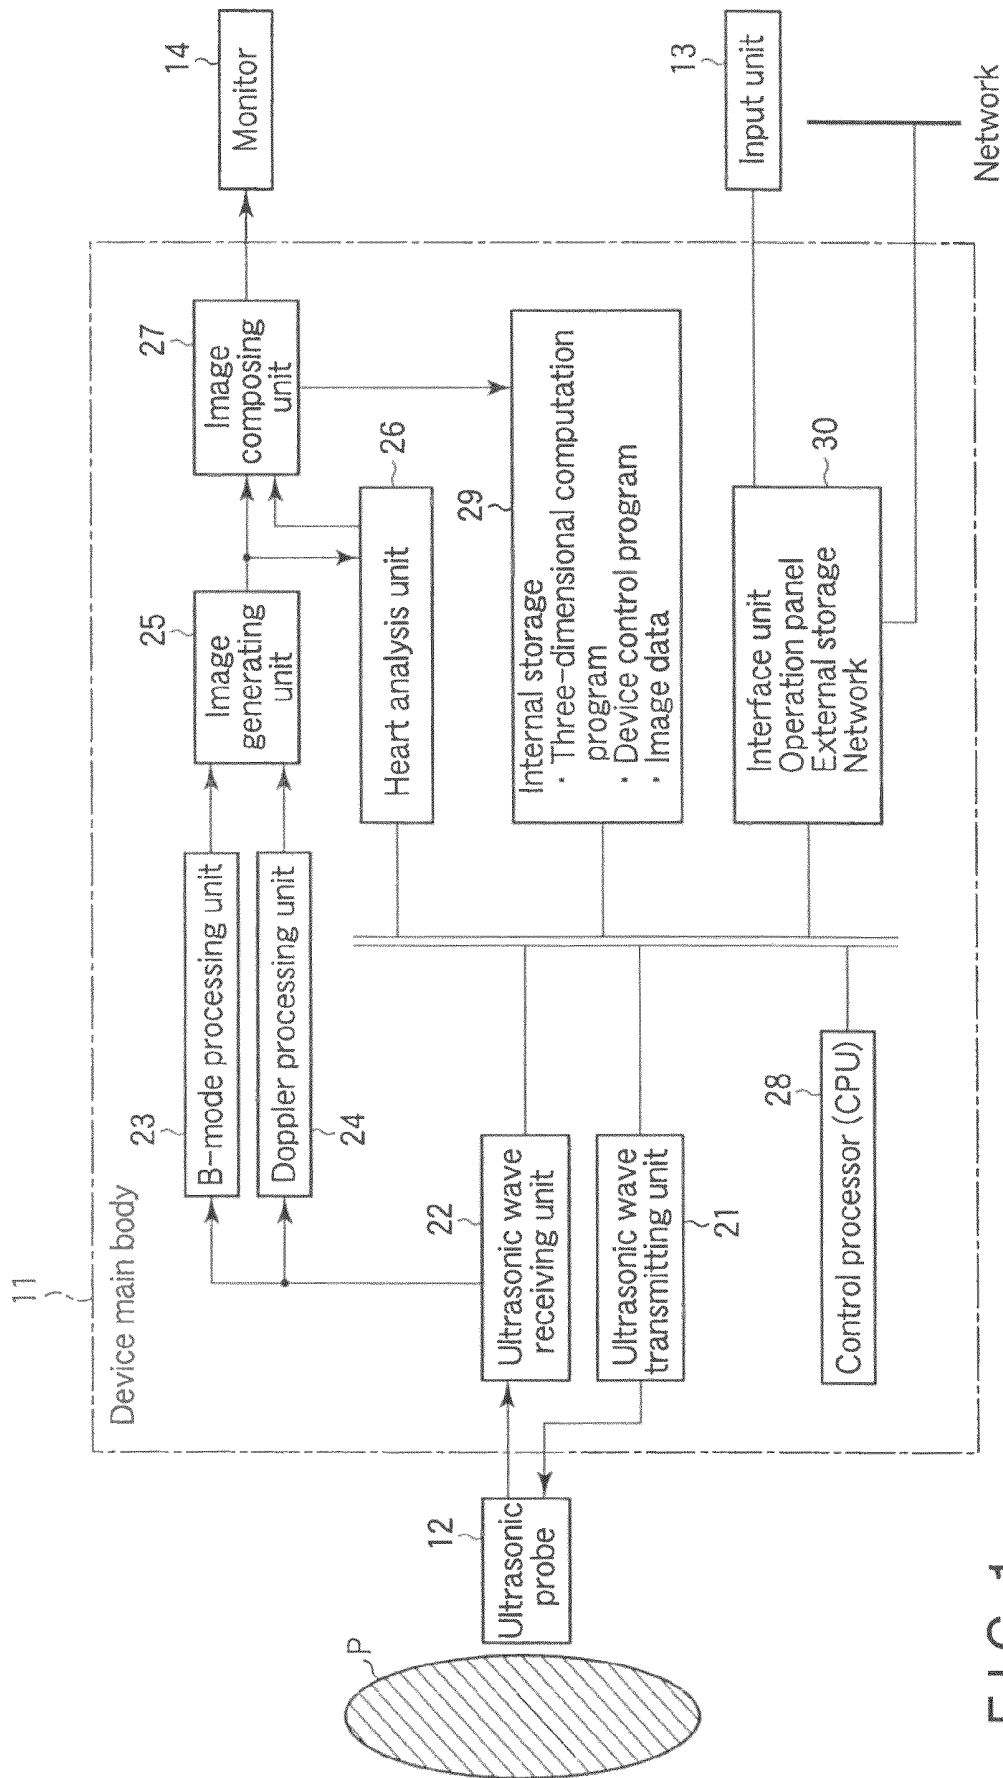 11
Device main body
14
Monitor
27
Image
composing
unit
25
Image
generating
unit
23
B-mode processing unit
Doppler processing unit
24
26
Heart analysis unit
P
12
Ultrasonic
probe
22
Ultrasonic wave
receiving unit
Ultrasonic wave
transmitting unit
21
29
Internal storage
· Three-dimensional computation
program
· Device control program
· Image data
13
Input unit
30
Interface unit
Operation panel
External storage
Network
28
Control processor (CPU)
Network